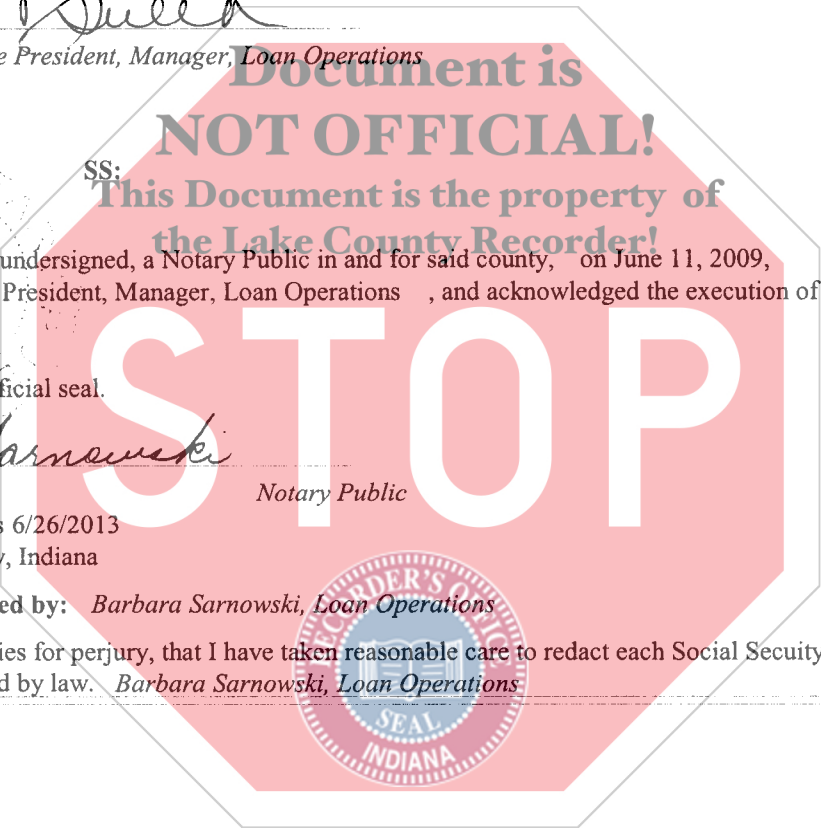 e President, Manager, Loan Operations
Document is
NOT OFFICIAL!
SS:
This Document is the property of
the Lake County Recorder!
undersigned, a Notary Public in and for said county, on June 11, 2009,
President, Manager, Loan Operations , and acknowledged the execution of
STOP
ficial seal.
arnowski
Notary Public
s 6/26/2013
y, Indiana
ed by: Barbara Sarnowski, Loan Operations
RECORDER'S OFFICE
ies for perjury, that I have taken reasonable care to redact each Social Secuity
d by law. Barbara Sarnowski, Loan Operations
SEAL
INDIANA